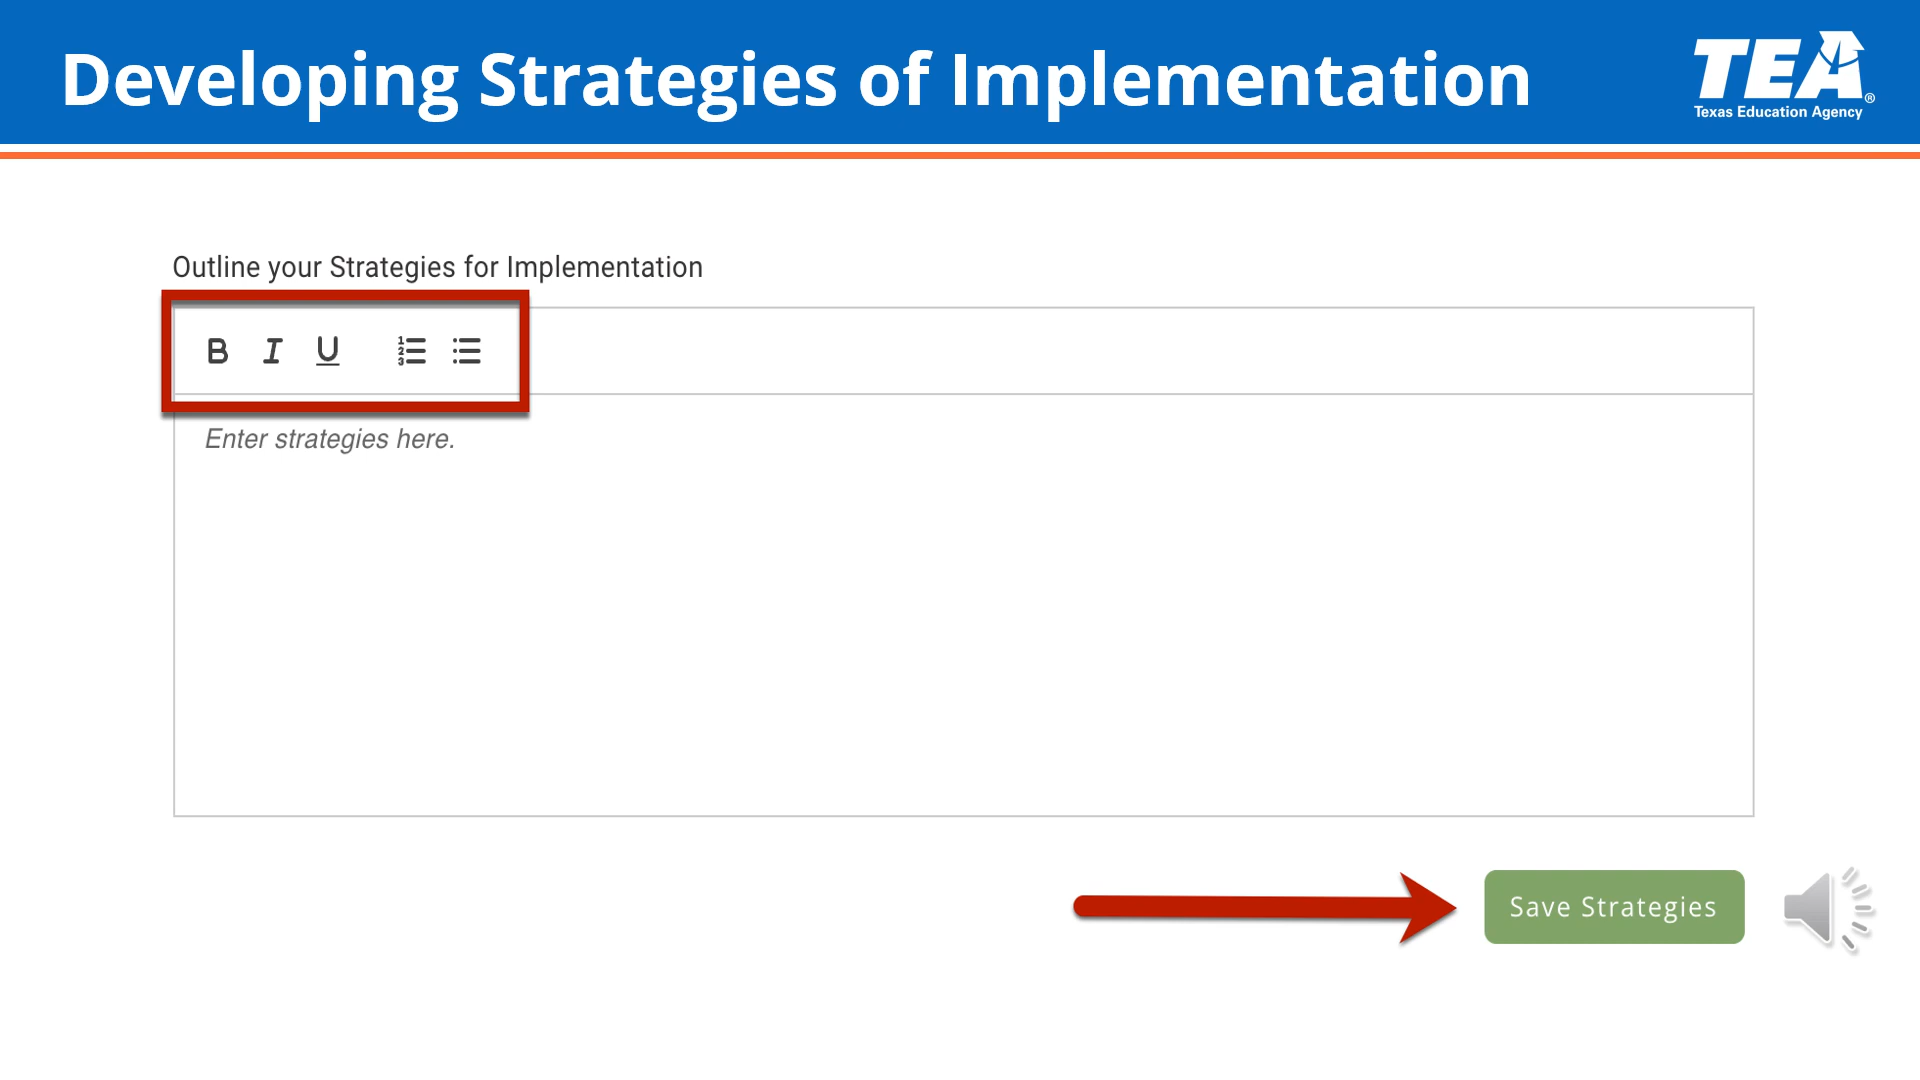 Developing Strategies of Implementation
TEA®
Texas Education Agency
Outline your Strategies for Implementation
B I U
Enter strategies here.
Save Strategies